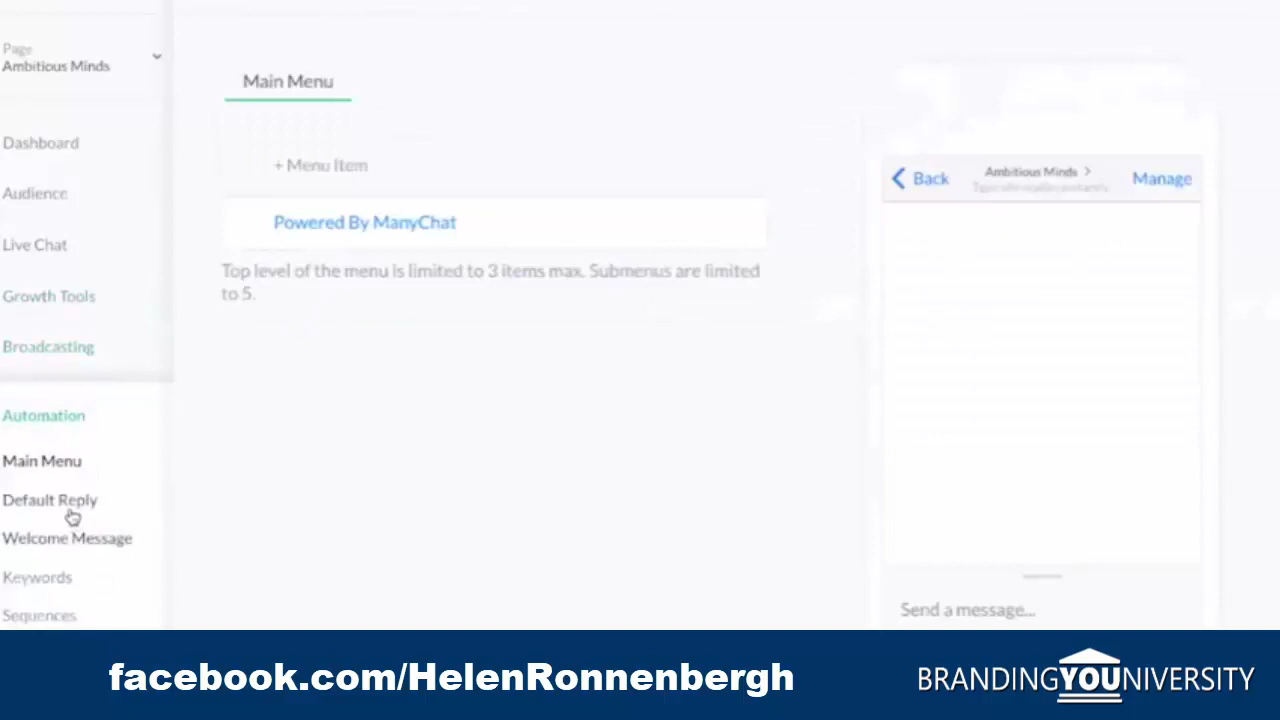 Page
Ambitious Minds
Dashboard
Audience
Live Chat
Growth Tools
Broadcasting
Automation
Main Menu
Default Reply
Welcome Message
Keywords
Sequences
Main Menu
+ Menu Item
Powered By ManyChat
Top level of the menu is limited to 3 items max. Submenus are limited
to 5.
Back
Ambitious Minds >
Manage
Send a message...
facebook.com/HelenRonnenbergh
BRANDINGYOUNIVERSITY